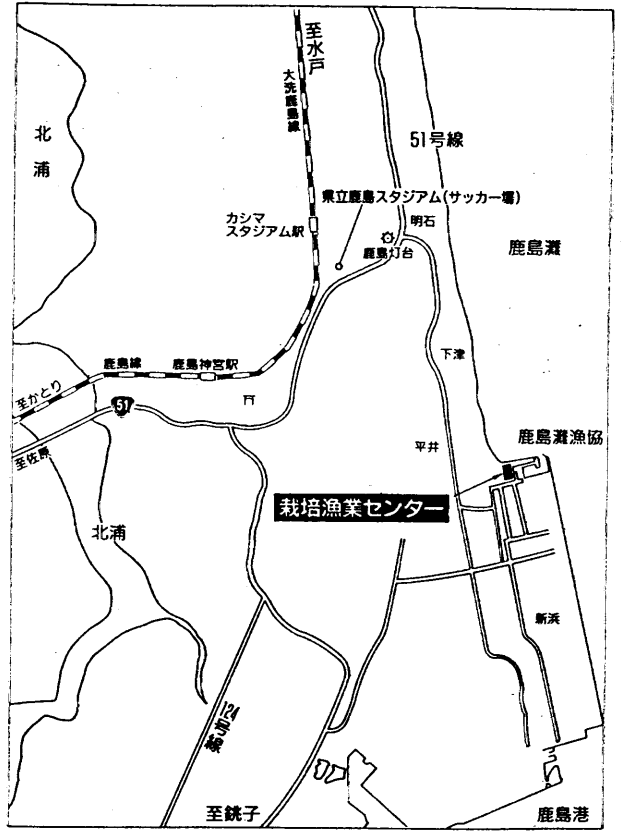 至水戸
大洗鹿島線
北浦
51号線
県立鹿島スタジアム(サッカー場)
カシマ
スタジアム駅
明石
鹿島灯台
鹿島灘
下津
鹿島線
鹿島神宮駅
至かとり
51
至佐原
平井
鹿島灘漁協
栽培漁業センター
北浦
新浜
124号線
至銚子
鹿島港